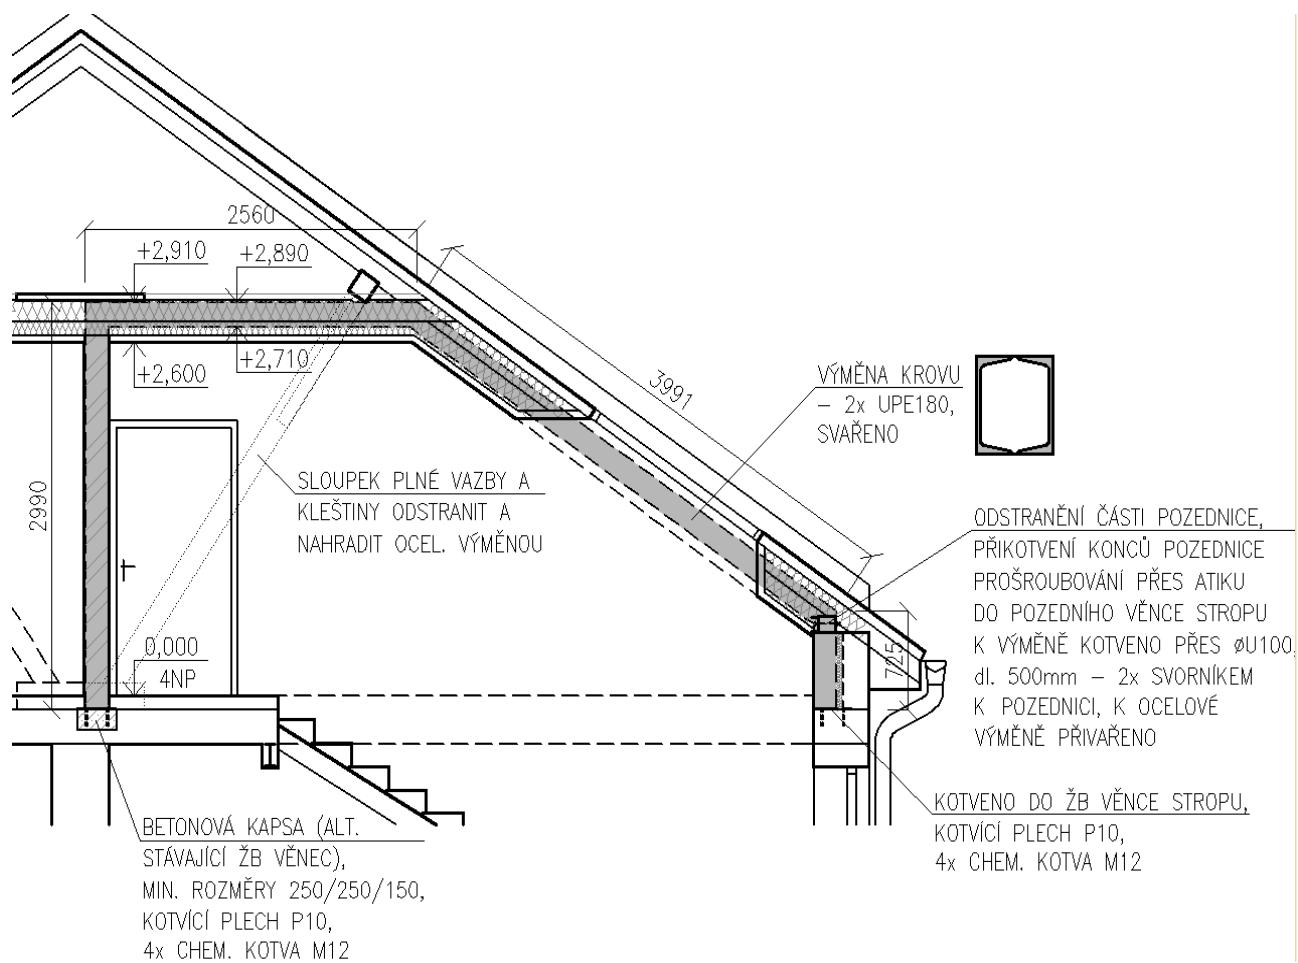 2560
+2,910
+2,890
+2,600
+2,710
3991
VÝMĚNA KROVU
– 2x UPE180,
SVAŘENO
2990
SLOUPEK PLNÉ VAZBY A
KLEŠTINY ODSTRANIT A
NAHRADIT OCEL. VÝMĚNOU
ODSTRANĚNÍ ČÁSTI POZEDNICE,
PŘIKOTVENÍ KONCŮ POZEDNICE
PROŠROUBOVÁNÍ PŘES ATIKU
DO POZEDNÍHO VĚNCE STROPU
K VÝMĚNĚ KOTVENO PŘES øU100,
dl. 500mm – 2x SVORNÍKEM
K POZEDNICI, K OCELOVÉ
VÝMĚNĚ PŘIVAŘENO
0,000
4NP
725
KOTVENO DO ŽB VĚNCE STROPU,
KOTVÍCÍ PLECH P10,
4x CHEM. KOTVA M12
BETONOVÁ KAPSA (ALT.
STÁVAJÍCÍ ŽB VĚNEC),
MIN. ROZMĚRY 250/250/150,
KOTVÍCÍ PLECH P10,
4x CHEM. KOTVA M12